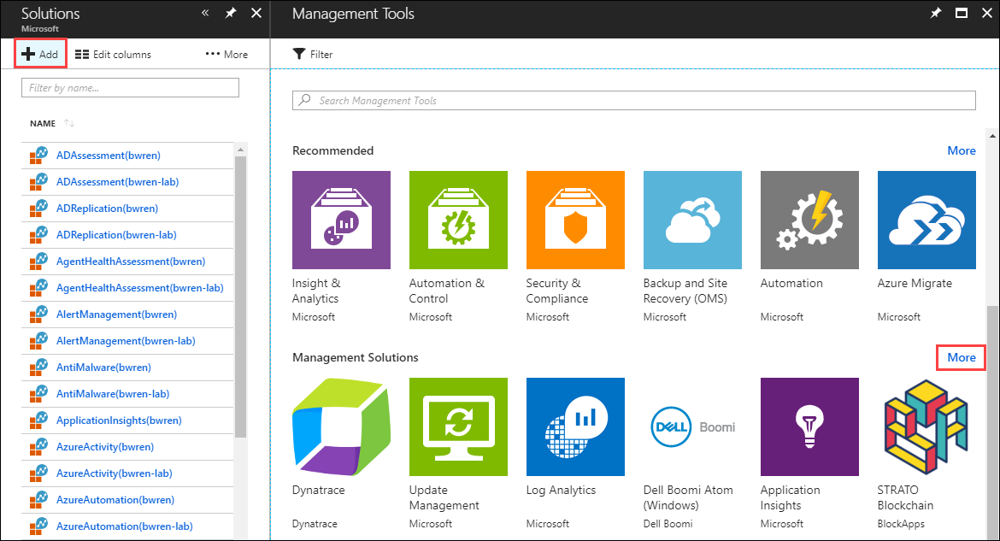 Solutions
Microsoft
Add
Edit columns
More
Filter by name...
NAME
ADAssessment(bwren)
ADAssessment(bwren-lab)
ADReplication(bwren)
ADReplication(bwren-lab)
AgentHealthAssessment(bwren)
AgentHealthAssessment(bwren-lab)
AlertManagement(bwren)
AlertManagement(bwren-lab)
AntiMalware(bwren)
AntiMalware(bwren-lab)
ApplicationInsights(bwren)
AzureActivity(bwren)
AzureActivity(bwren-lab)
AzureAutomation(bwren)
AzureAutomation(bwren-lab)
Management Tools
Filter
Search Management Tools
Recommended
More
Insight &
Analytics
Microsoft
Automation &
Control
Microsoft
Security &
Compliance
Microsoft
Backup and Site
Recovery (OMS)
Microsoft
Automation
Microsoft
Azure Migrate
Microsoft
Management Solutions
More
Dynatrace
Dynatrace
Update
Management
Microsoft
Log Analytics
Microsoft
DELL Boomi
Dell Boomi Atom
(Windows)
Dell Boomi
Application
Insights
Microsoft
STRATO
Blockchain
BlockApps